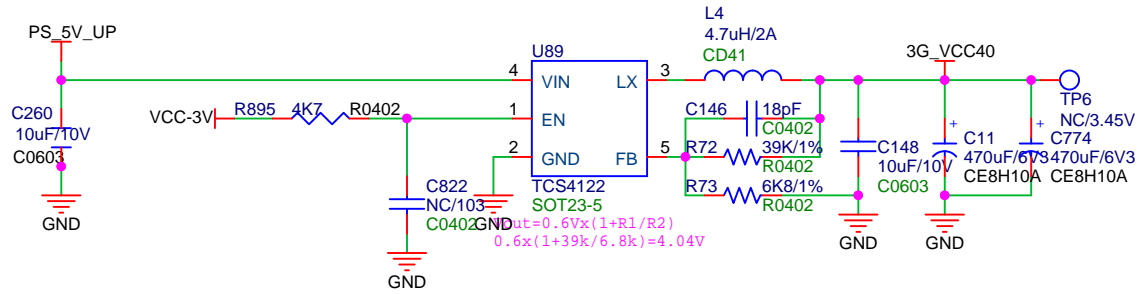 PS_5V_UP
C260
10uF/10V
C0603
GND
VCC-3V
R895
4K7
R0402
C822
NC/103
C0402
GND
GND
U89
4
VIN
LX
3
1
EN
2
GND
FB
5
TCS4122
SOT23-5
Vout=0.6Vx(1+R1/R2)
0.6x(1+39k/6.8k)=4.04V
L4
4.7uH/2A
CD41
C146
18pF
C0402
R72
39K/1%
R0402
R73
6K8/1%
R0402
C148
10uF/10V
C0603
GND
3G_VCC40
+
C11
470uF/6V3
CE8H10A
GND
+
C774
470uF/6V3
CE8H10A
TP6
NC/3.45V